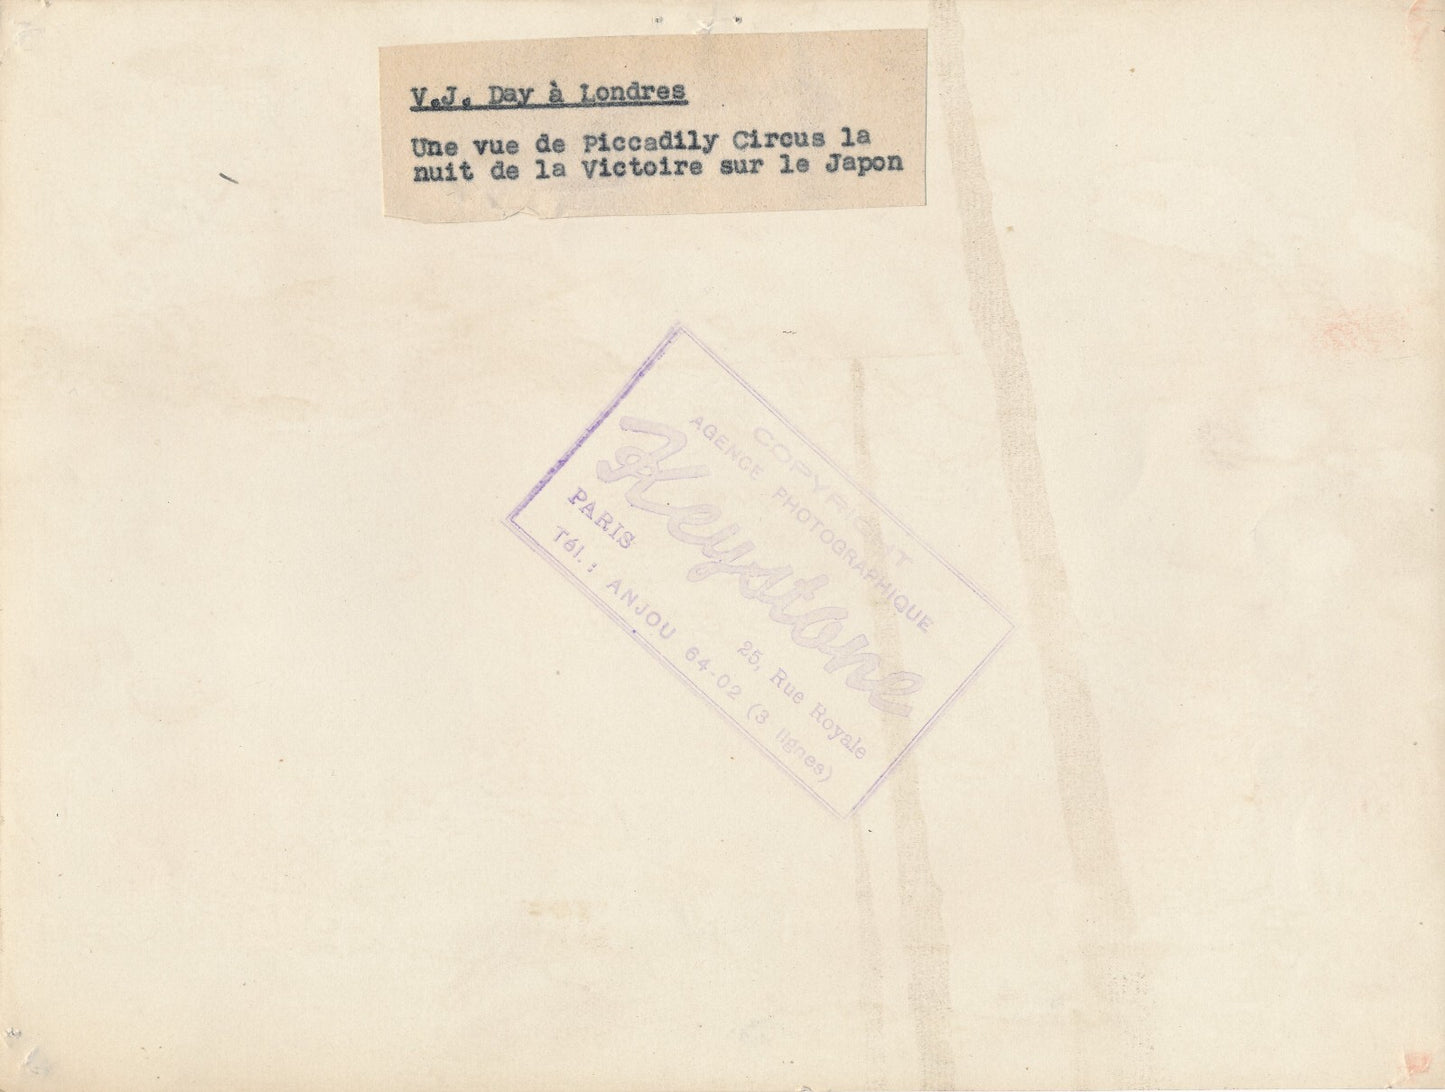 V.J. Day à Londres
Une vue de Piccadily Circus la
nuit de la Victoire sur le Japon
COPYRIGHT
AGENCE PHOTOGRAPHIQUE
Keystone
PARIS 25, Rue Royale
Tél.: ANJOU 64-02 (3 lignes)